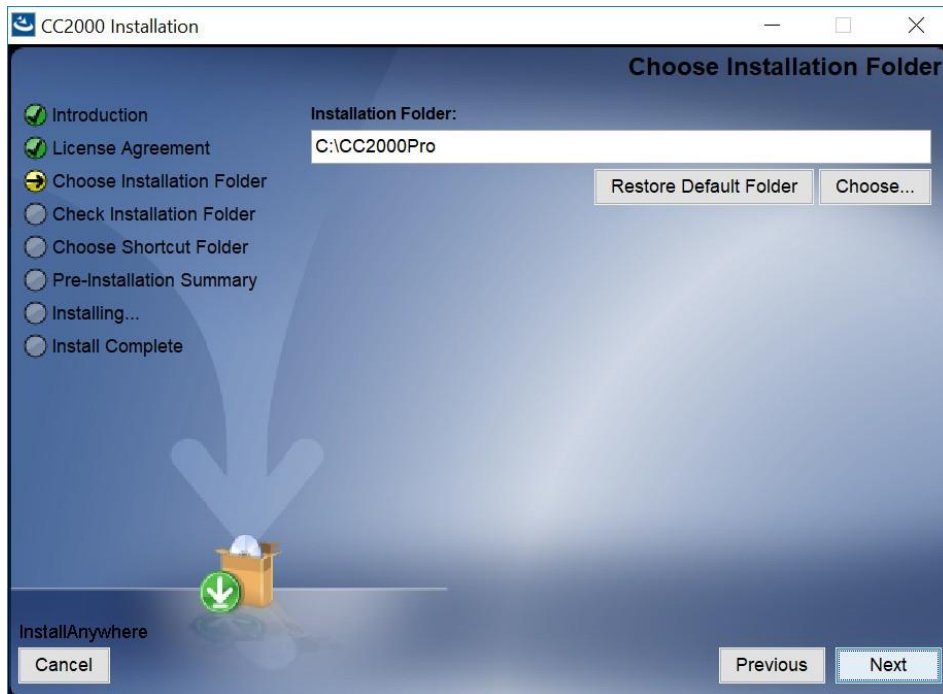 CC2000 Installation
Choose Installation Folder
Introduction
License Agreement
Choose Installation Folder
Check Installation Folder
Choose Shortcut Folder
Pre-Installation Summary
Installing...
Install Complete
Installation Folder:
C:\CC2000Pro
Restore Default Folder
Choose...
InstallAnywhere
Cancel
Previous
Next